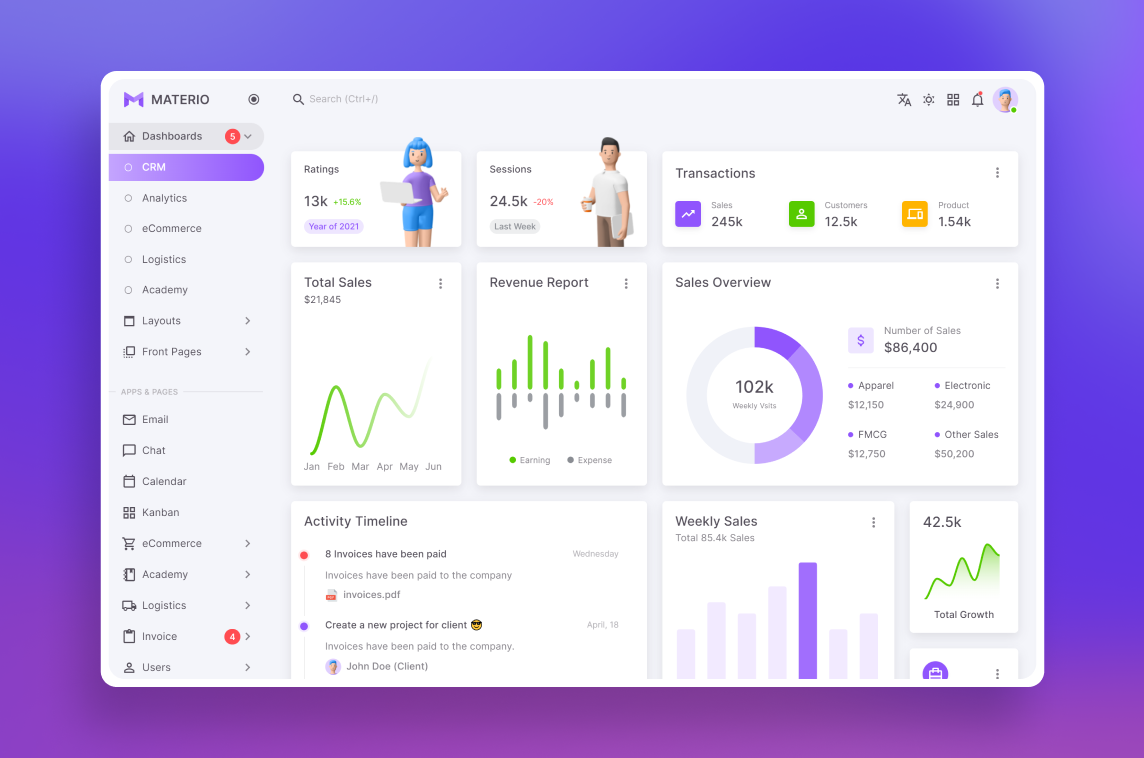 MATERIO
Search (Ctrl+/)
Dashboards 5
CRM
Analytics
eCommerce
Logistics
Academy
Layouts
Front Pages
APPS & PAGES
Email
Chat
Calendar
Kanban
eCommerce
Academy
Logistics
Invoice 4
Users
Ratings
13k +15.6%
Year of 2021
Sessions
24.5k -20%
Last Week
Transactions
Sales
245k
Customers
12.5k
Product
1.54k
Total Sales
$21,845
Jan Feb Mar Apr May Jun
Revenue Report
Earning Expense
Sales Overview
102k
Weekly Vsits
Number of Sales
$86,400
Apparel
$12,150
Electronic
$24,900
FMCG
$12,750
Other Sales
$50,200
Activity Timeline
8 Invoices have been paid Wednesday
Invoices have been paid to the company
invoices.pdf
Create a new project for client 😎 April, 18
Invoices have been paid to the company.
John Doe (Client)
Weekly Sales
Total 85.4k Sales
42.5k
Total Growth